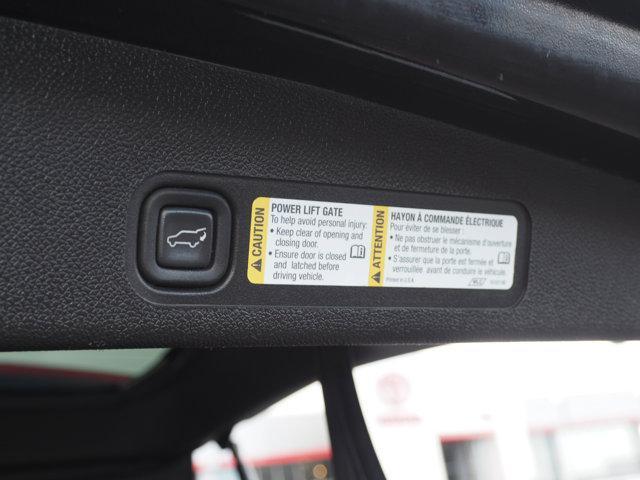 CAUTION
POWER LIFT GATE
To help avoid personal injury:
• Keep clear of opening and
closing door.
• Ensure door is closed
and latched before
driving vehicle.
ATTENTION
HAYON À COMMANDE ÉLECTRIQUE
Pour éviter de se blesser :
• Ne pas obstruer le mécanisme d'ouverture
et de fermeture de la porte.
• S'assurer que la porte est fermée et
verrouillée avant de conduire le véhicule.
Printed in U.S.A.